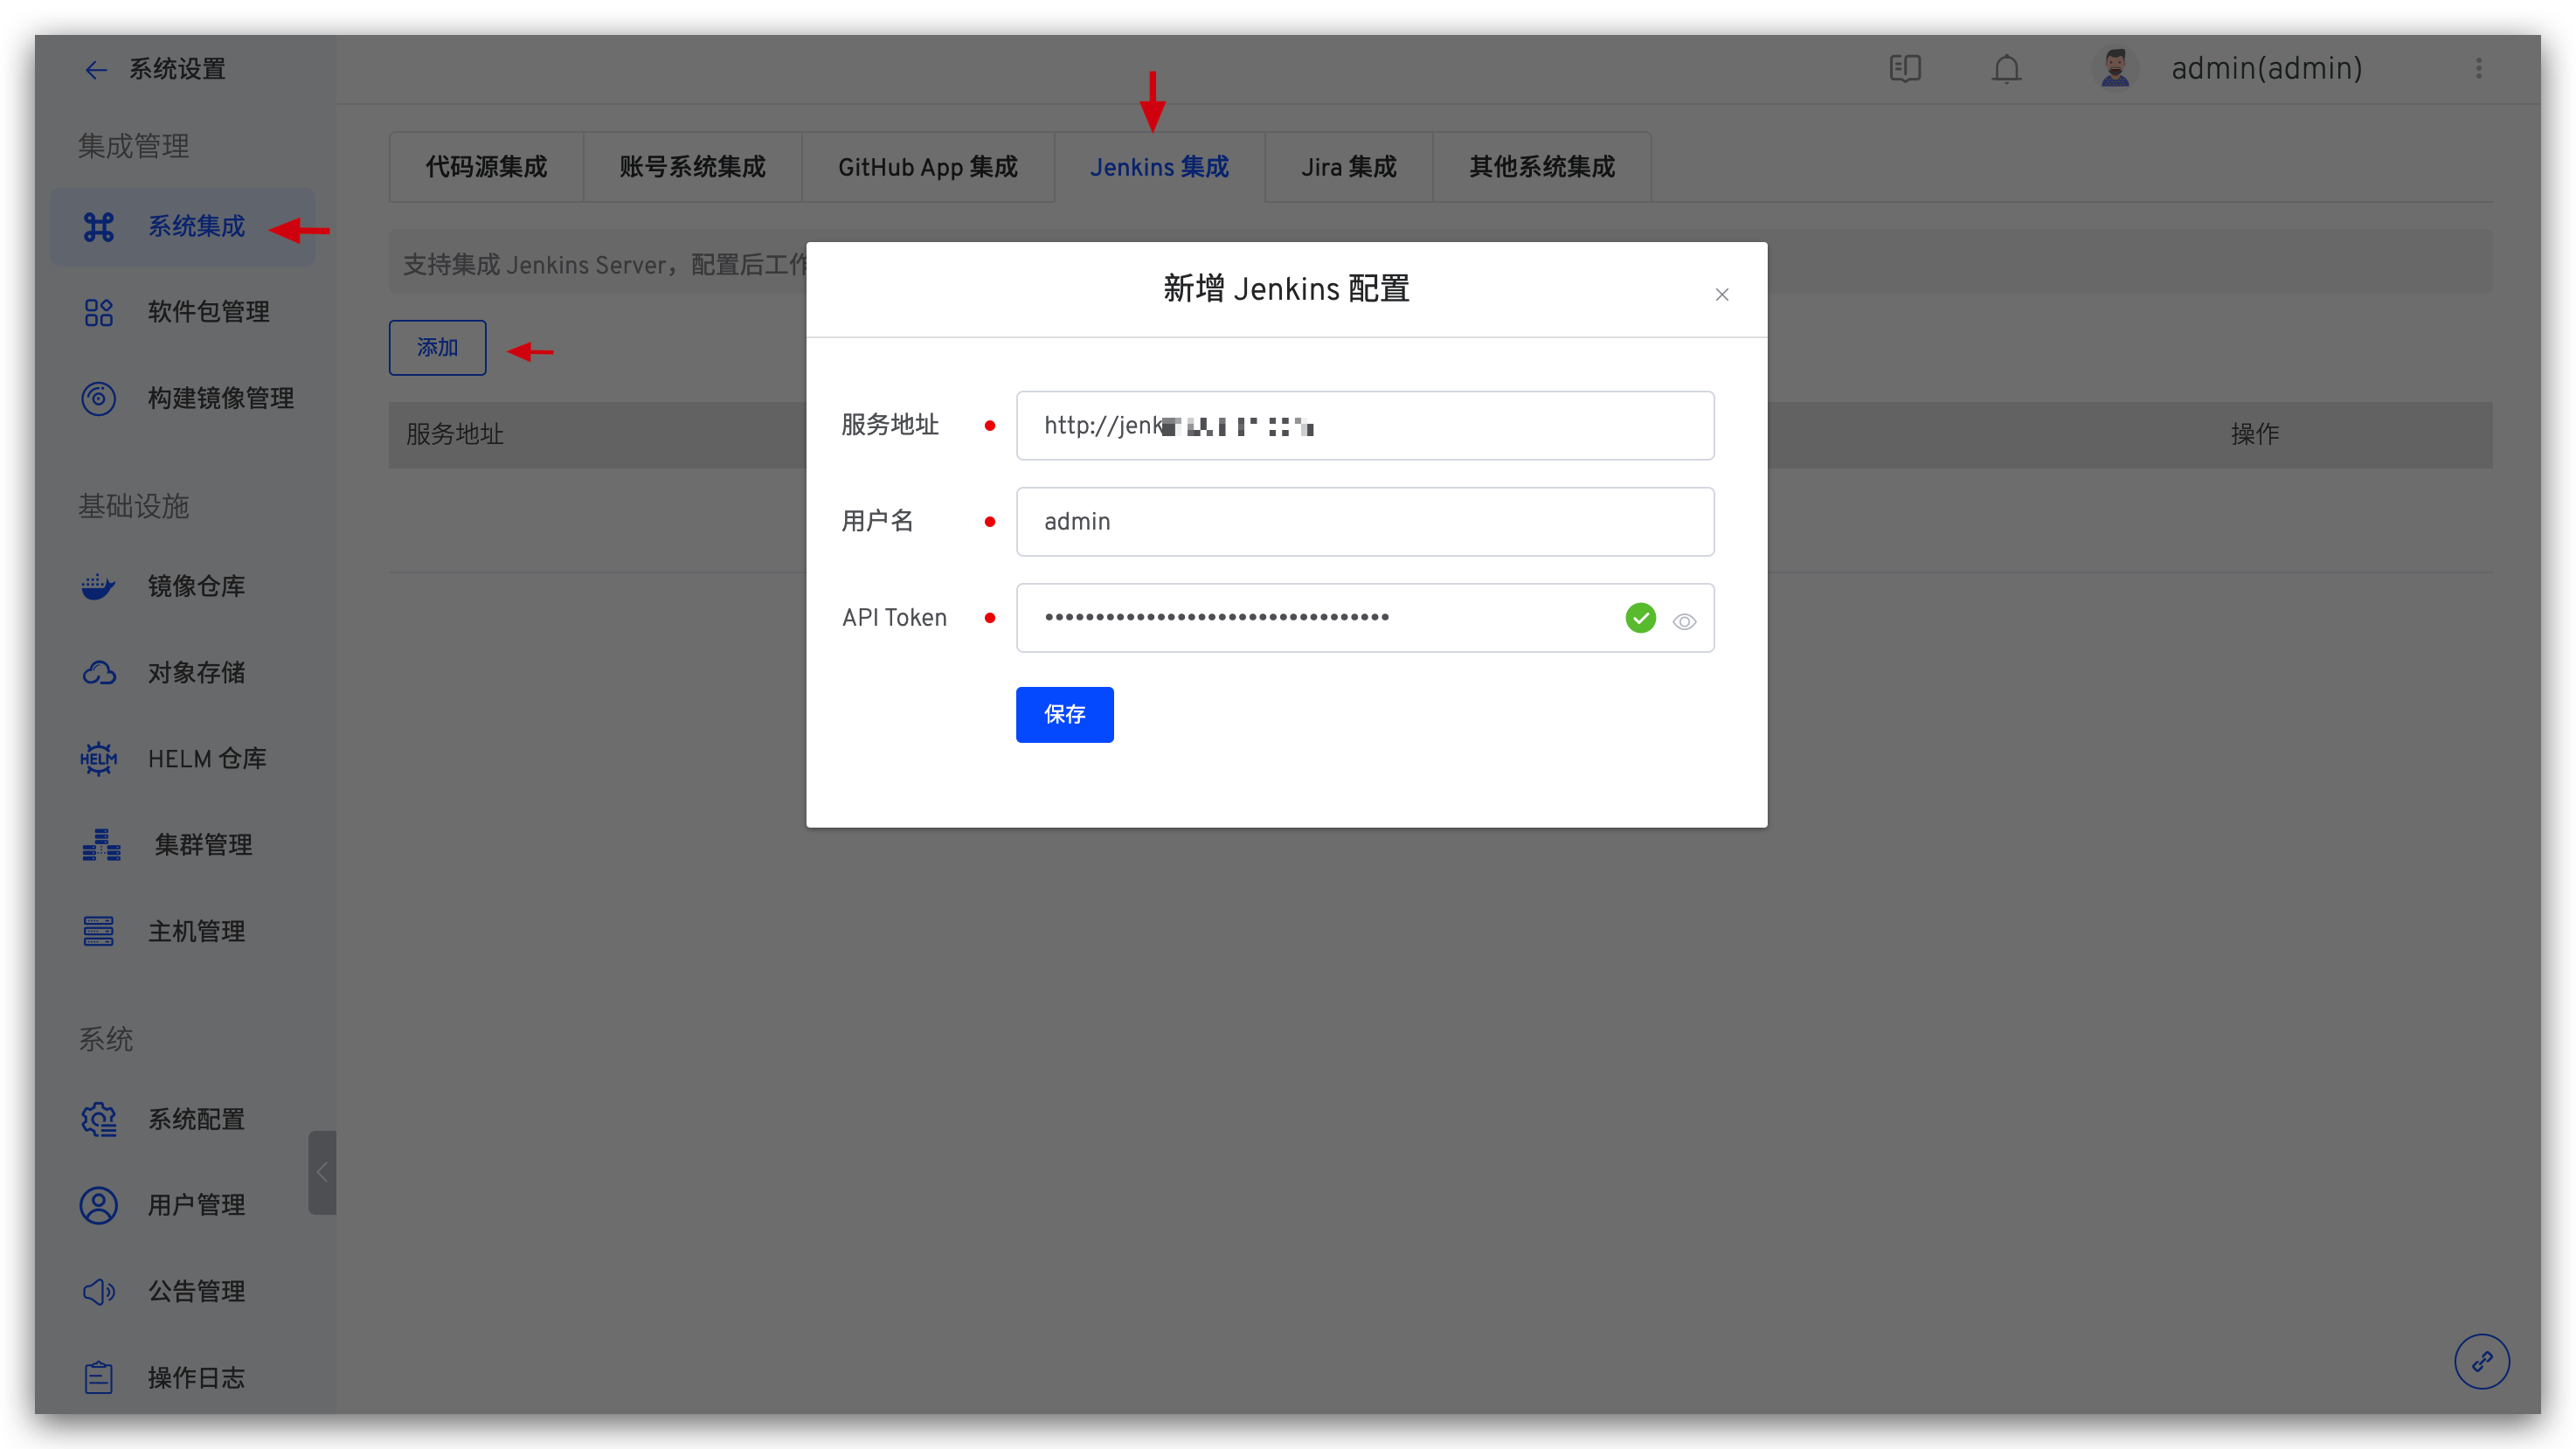 系统设置
admin(admin)
集成管理
系统集成
软件包管理
构建镜像管理
基础设施
镜像仓库
对象存储
HELM
HELM 仓库
集群管理
主机管理
系统
系统配置
用户管理
公告管理
操作日志
代码源集成
账号系统集成
GitHub App 集成
Jenkins 集成
Jira 集成
其他系统集成
支持集成 Jenkins Server，配置后工作
添加
服务地址
操作
新增 Jenkins 配置
服务地址
http://jenk
用户名
admin
API Token
保存